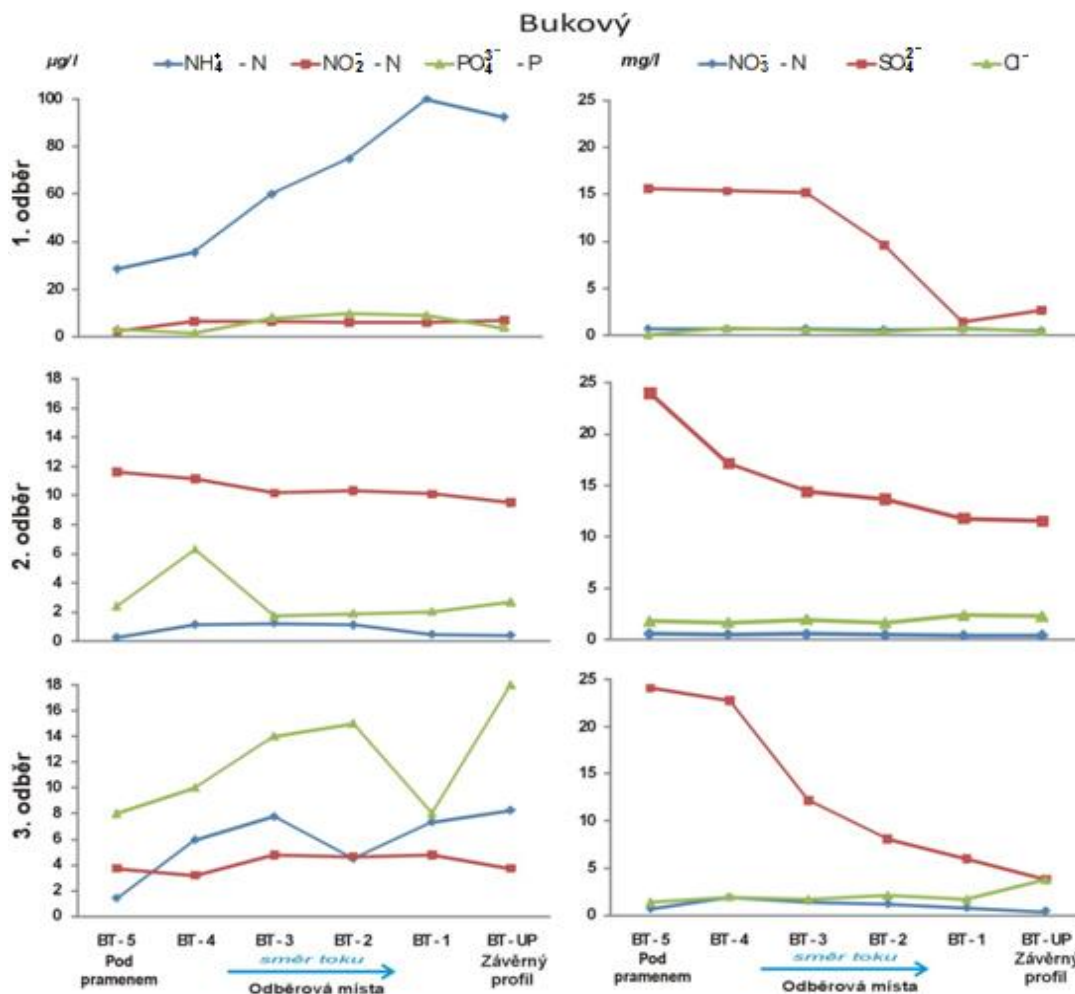 Bukový
µg/l NH₄⁺ - N NO₂⁻ - N PO₄³⁻ - P
mg/l NO₃⁻ - N SO₄²⁻ Cl⁻
1. odběr
100
80
60
40
20
0
25
20
15
10
5
0
2. odběr
18
16
14
12
10
8
6
4
2
0
25
20
15
10
5
0
3. odběr
18
16
14
12
10
8
6
4
2
0
25
20
15
10
5
0
BT - 5 BT - 4 BT - 3 BT - 2 BT - 1 BT - UP
Pod pramenem
směr toku
Závěrný profil
Odběrová místa
BT - 5 BT - 4 BT - 3 BT - 2 BT - 1 BT - UP
Pod pramenem
směr toku
Závěrný profil
Odběrová místa